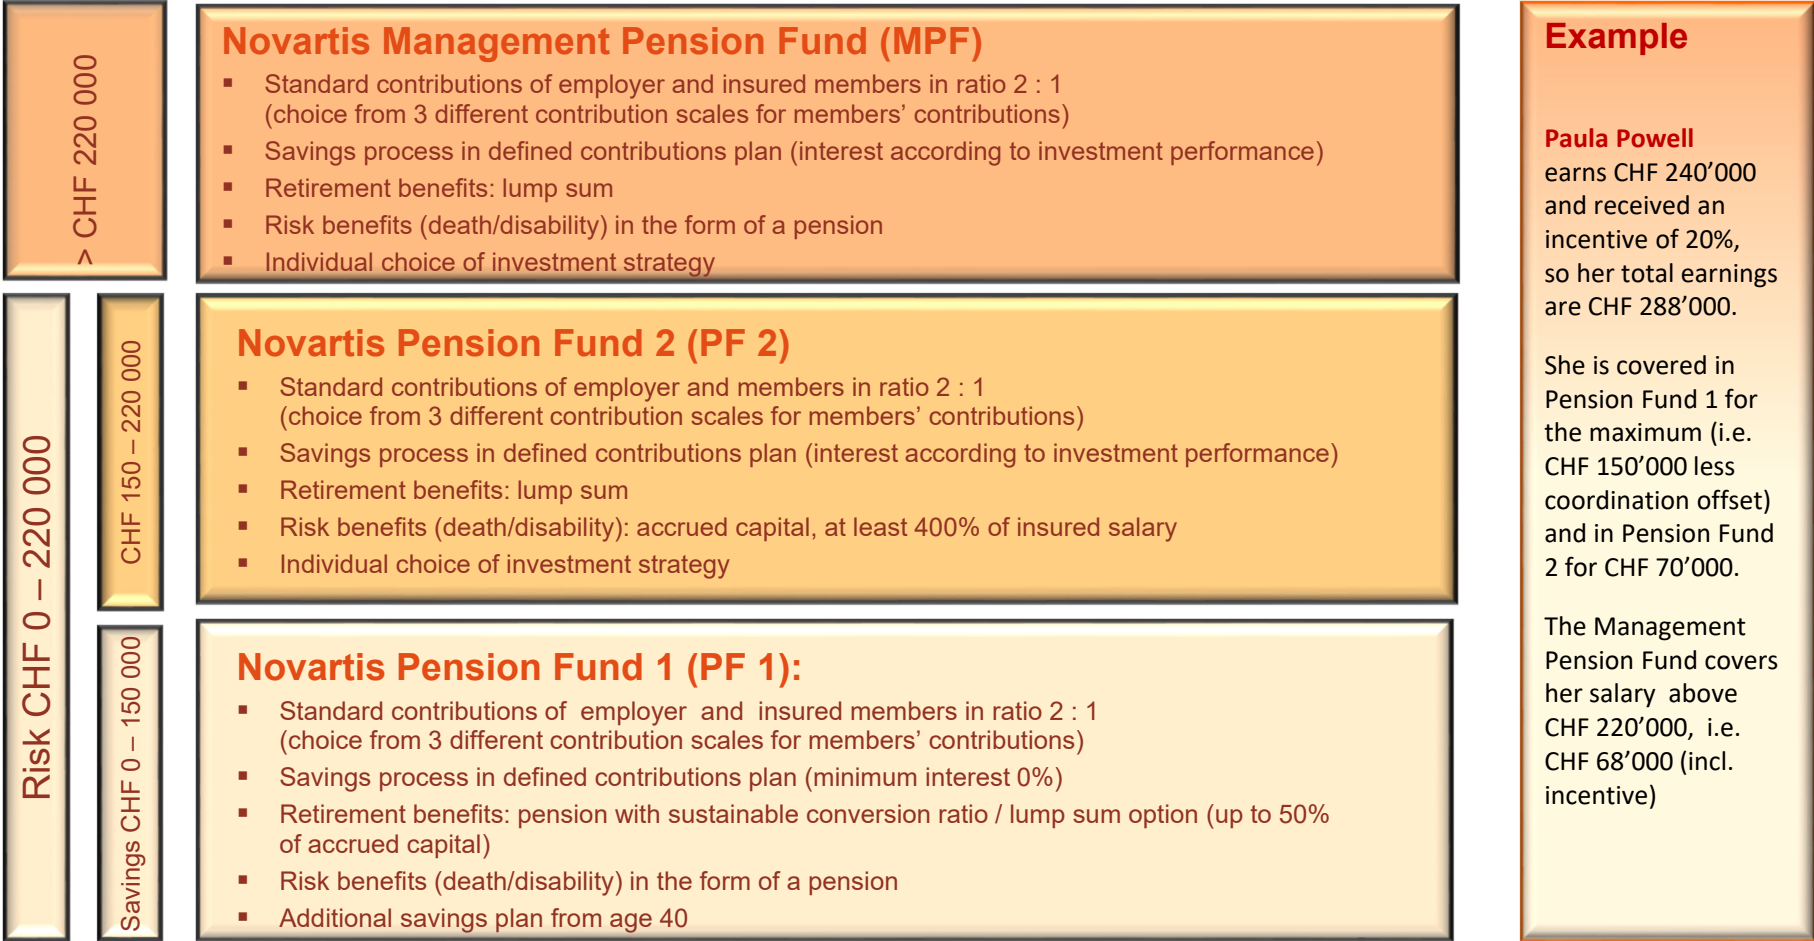 > CHF 220 000
Novartis Management Pension Fund (MPF)
▪ Standard contributions of employer and insured members in ratio 2 : 1
(choice from 3 different contribution scales for members’ contributions)
▪ Savings process in defined contributions plan (interest according to investment performance)
▪ Retirement benefits: lump sum
▪ Risk benefits (death/disability) in the form of a pension
▪ Individual choice of investment strategy
Risk CHF 0 – 220 000
CHF 150 – 220 000
Novartis Pension Fund 2 (PF 2)
▪ Standard contributions of employer and members in ratio 2 : 1
(choice from 3 different contribution scales for members’ contributions)
▪ Savings process in defined contributions plan (interest according to investment performance)
▪ Retirement benefits: lump sum
▪ Risk benefits (death/disability): accrued capital, at least 400% of insured salary
▪ Individual choice of investment strategy
Savings CHF 0 – 150 000
Novartis Pension Fund 1 (PF 1):
▪ Standard contributions of employer and insured members in ratio 2 : 1
(choice from 3 different contribution scales for members’ contributions)
▪ Savings process in defined contributions plan (minimum interest 0%)
▪ Retirement benefits: pension with sustainable conversion ratio / lump sum option (up to 50%
of accrued capital)
▪ Risk benefits (death/disability) in the form of a pension
▪ Additional savings plan from age 40
Example
Paula Powell
earns CHF 240’000
and received an
incentive of 20%,
so her total earnings
are CHF 288’000.
She is covered in
Pension Fund 1 for
the maximum (i.e.
CHF 150’000 less
coordination offset)
and in Pension Fund
2 for CHF 70’000.
The Management
Pension Fund covers
her salary above
CHF 220’000, i.e.
CHF 68’000 (incl.
incentive)